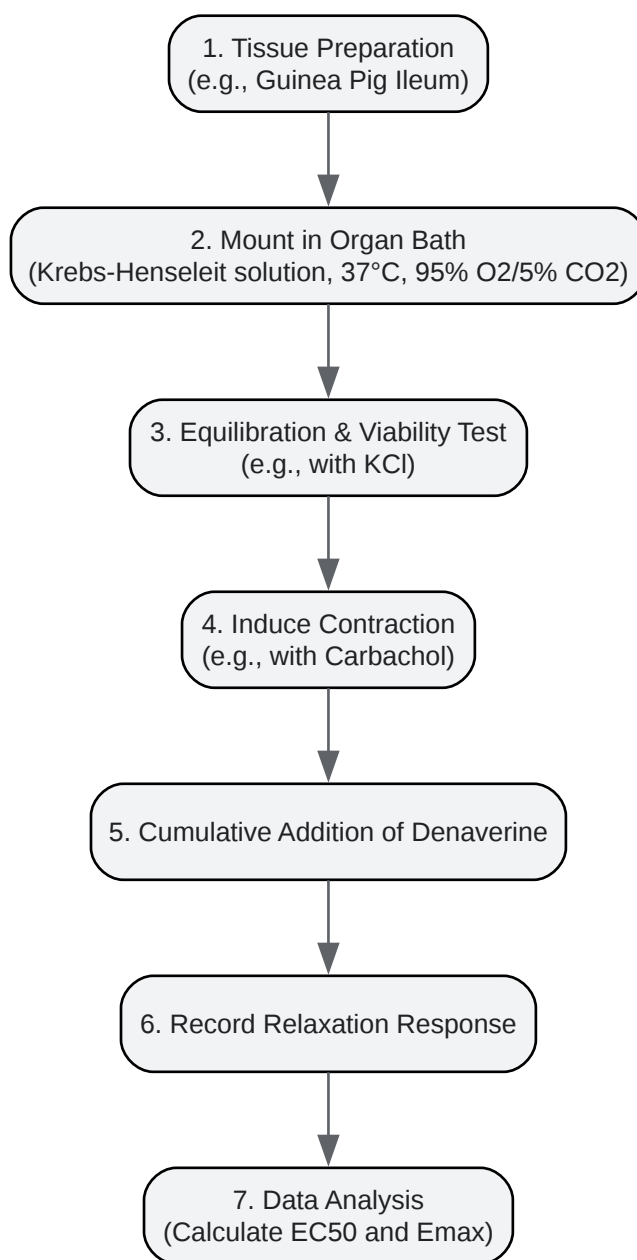 1. Tissue Preparation
(e.g., Guinea Pig Ileum)
2. Mount in Organ Bath
(Krebs-Henseleit solution, 37°C, 95% O2/5% CO2)
3. Equilibration & Viability Test
(e.g., with KCl)
4. Induce Contraction
(e.g., with Carbachol)
5. Cumulative Addition of Denaverine
6. Record Relaxation Response
7. Data Analysis
(Calculate EC50 and Emax)